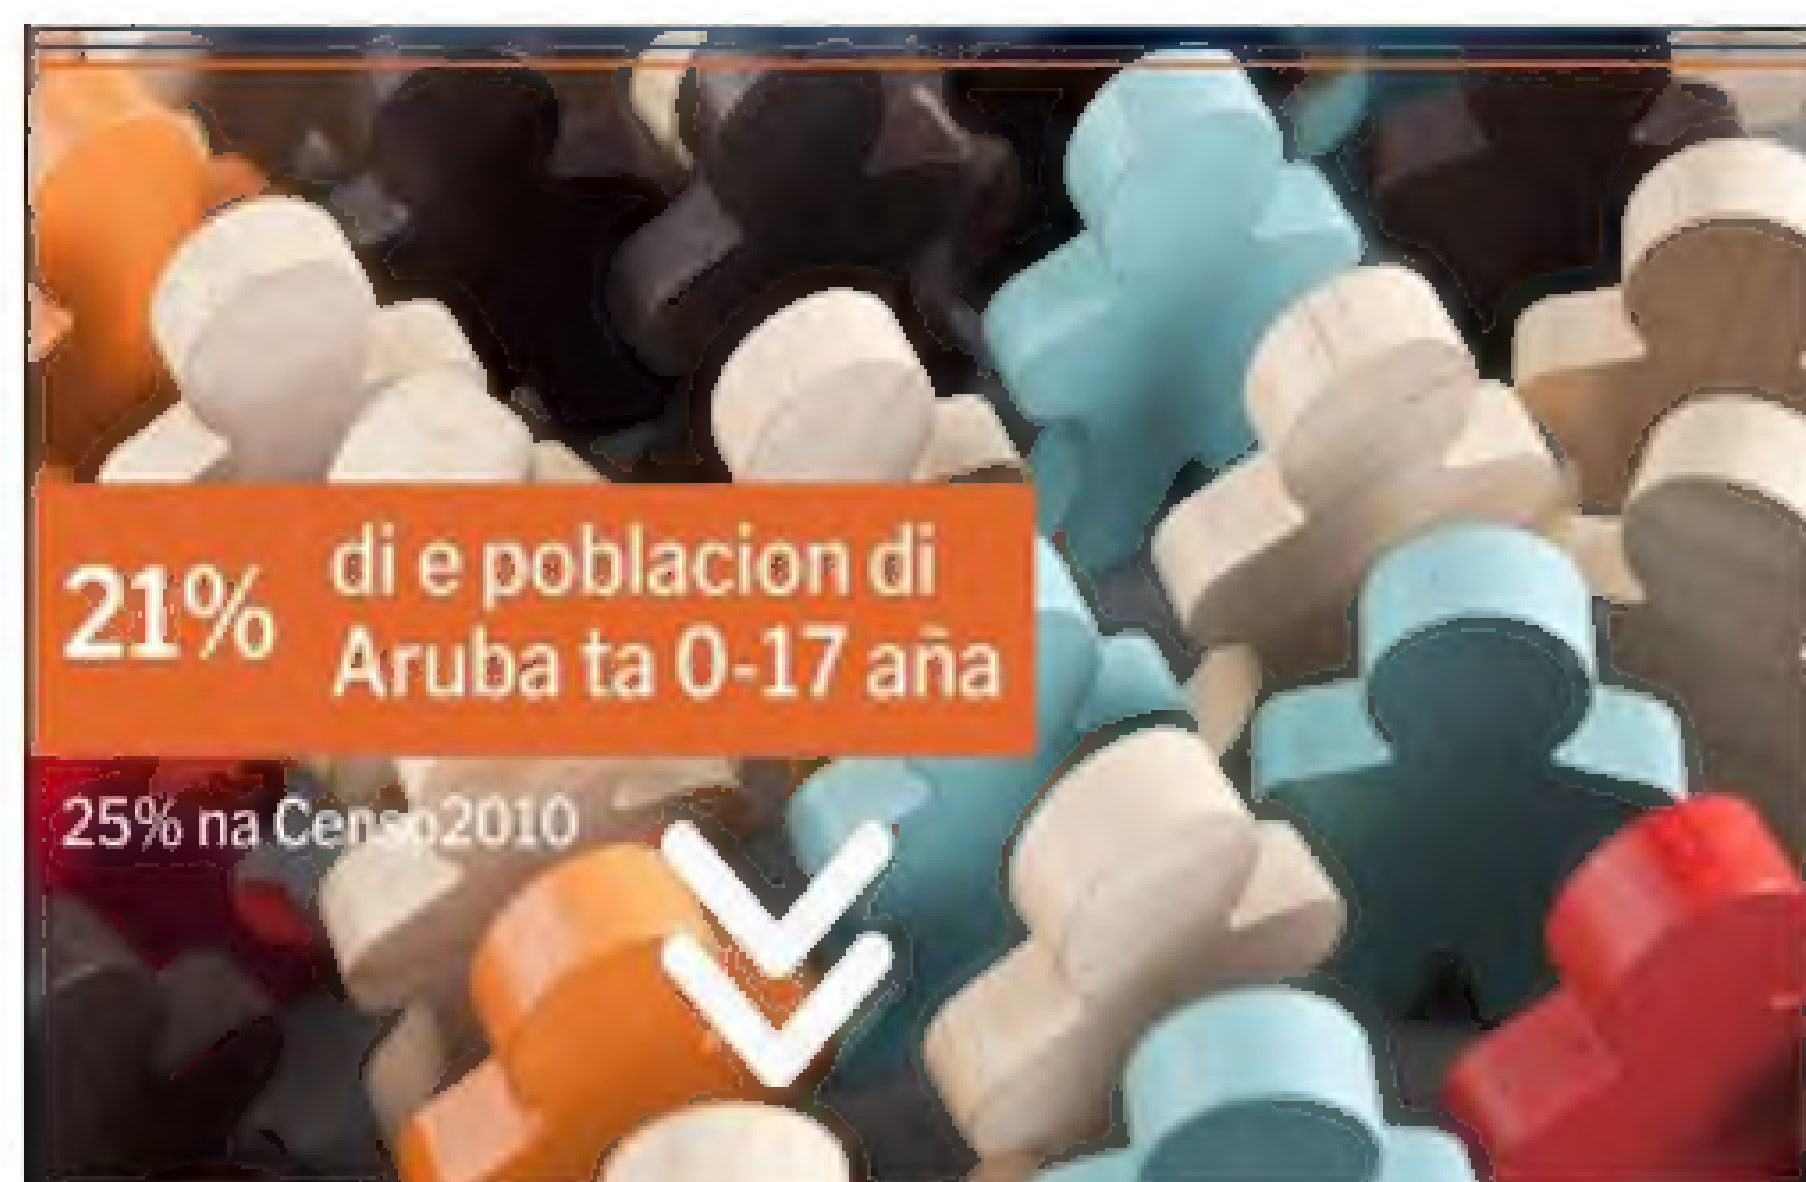 21%
di e poblacion di
Aruba ta 0-17 aña
25% na Censo2010